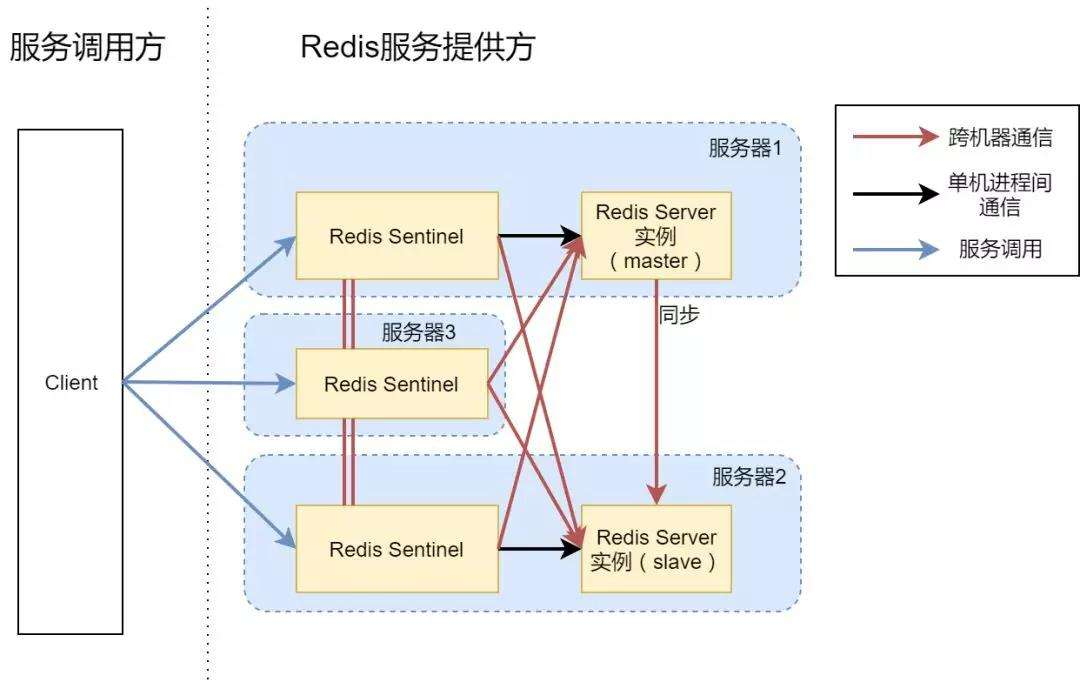 服务调用方
Redis服务提供方
服务器1
Redis Sentinel
Redis Server
实例
（master）
跨机器通信
单机进程间
通信
服务调用
同步
服务器3
Redis Sentinel
Client
服务器2
Redis Sentinel
Redis Server
实例（slave）